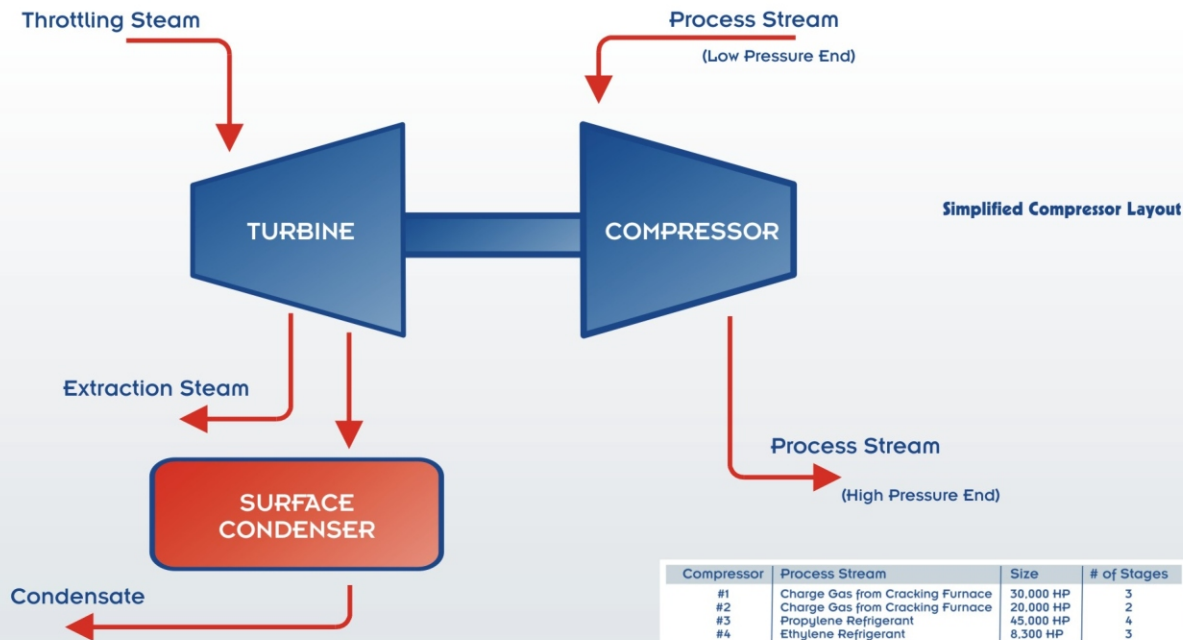 Throttling Steam
Process Stream
(Low Pressure End)
TURBINE
COMPRESSOR
Simplified Compressor Layout
Extraction Steam
Process Stream
(High Pressure End)
SURFACE
CONDENSER
Condensate
Compressor Process Stream Size # of Stages
#1 Charge Gas from Cracking Furnace 30,000 HP 3
#2 Charge Gas from Cracking Furnace 20,000 HP 2
#3 Propylene Refrigerant 45,000 HP 4
#4 Ethylene Refrigerant 8,300 HP 3